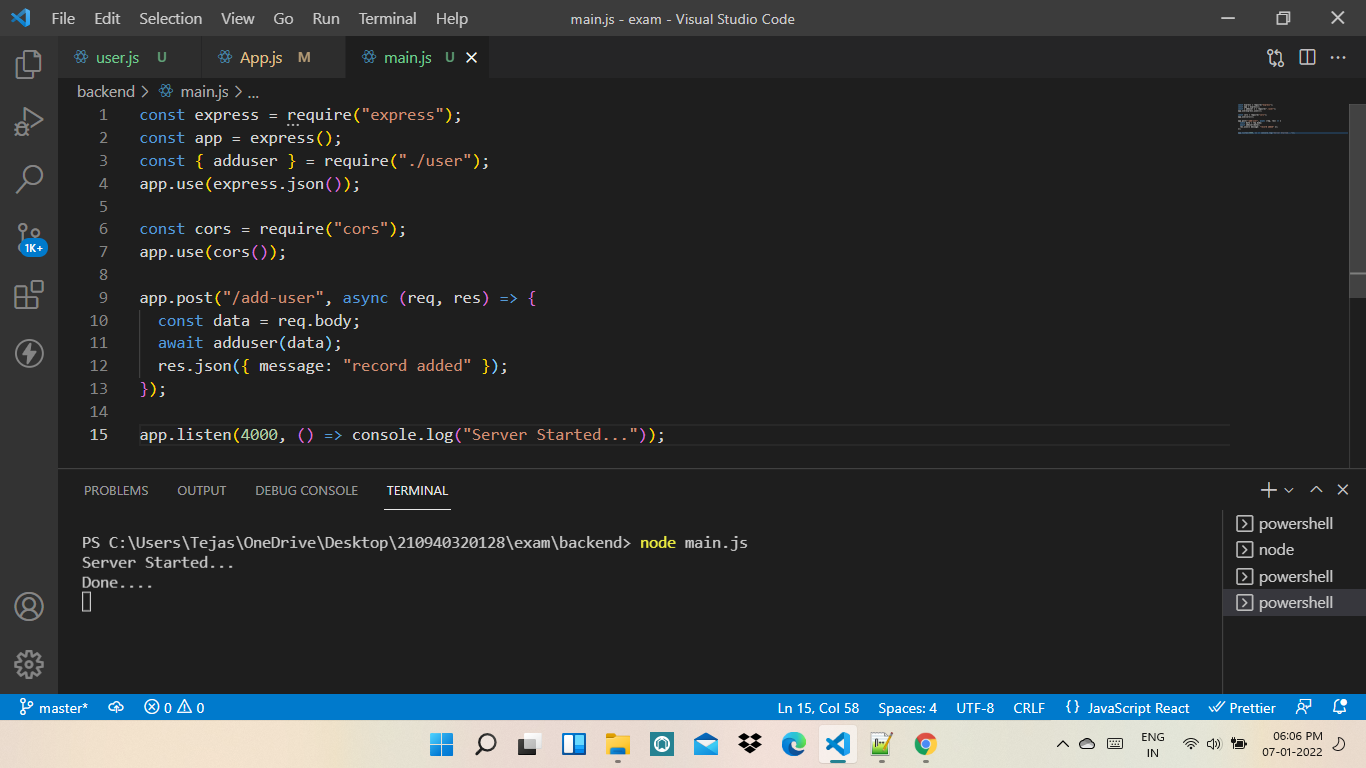 File Edit Selection View Go Run Terminal Help main.js - exam - Visual Studio Code
user.js U App.js M main.js U
backend > main.js > ...
1 const express = require("express");
2 const app = express();
3 const { adduser } = require("./user");
4 app.use(express.json());
5
6 const cors = require("cors");
7 app.use(cors());
8
9 app.post("/add-user", async (req, res) => {
10 const data = req.body;
11 await adduser(data);
12 res.json({ message: "record added" });
13 });
14
15 app.listen(4000, () => console.log("Server Started..."));
1K+
PROBLEMS OUTPUT DEBUG CONSOLE TERMINAL
PS C:\Users\Tejas\OneDrive\Desktop\210940320128\exam\backend> node main.js
Server Started...
Done....
powershell
node
powershell
powershell
master* 0 0 Ln 15, Col 58 Spaces: 4 UTF-8 CRLF {} JavaScript React Prettier
ENG
IN
06:06 PM
07-01-2022